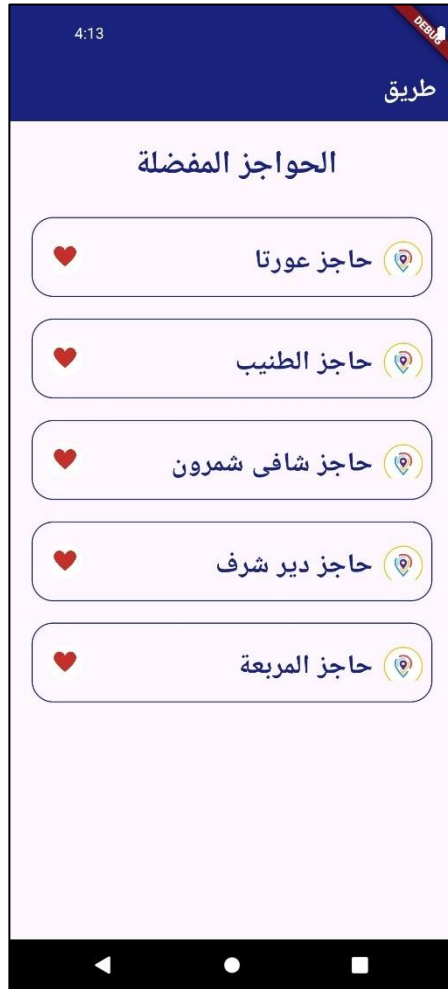 4:13
DEBUG
طريق
الحواجز المفضلة
حاجز عورتا
حاجز الطنيب
حاجز شافى شمرون
حاجز دير شرف
حاجز المربعة